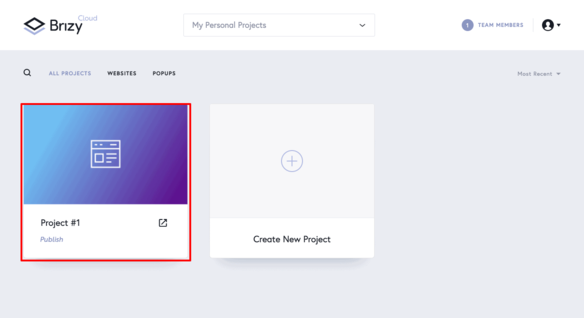 Brizy Cloud
My Personal Projects
1 TEAM MEMBERS
ALL PROJECTS WEBSITES POPUPS
Most Recent
Project #1
Publish
Create New Project